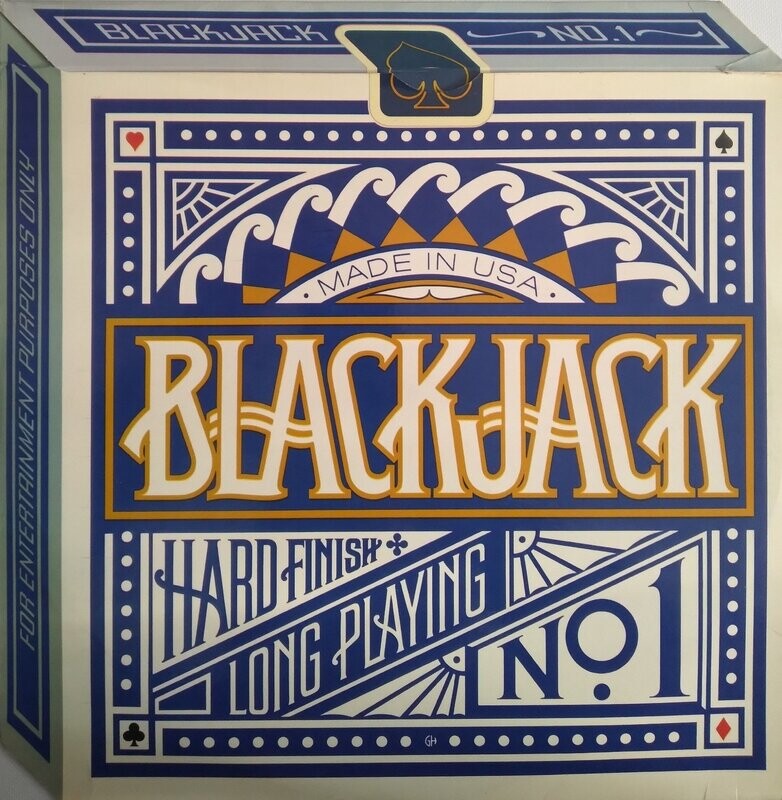 BLACKJACK NO. 1
FOR ENTERTAINMENT PURPOSES ONLY
MADE IN USA
BLACKJACK
HARD FINISH
LONG PLAYING
No. 1
GH